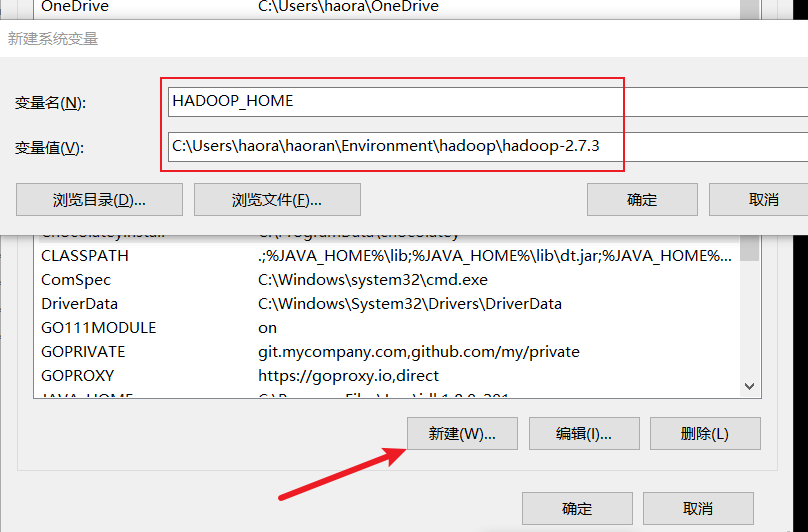 OneDrive C:\Users\haora\OneDrive
新建系统变量
变量名(N): HADOOP_HOME
变量值(V): C:\Users\haora\haoran\Environment\hadoop\hadoop-2.7.3
浏览目录(D)... 浏览文件(F)... 确定 取消
ChocolateyInstall C:\ProgramData\chocolatey
CLASSPATH .;%JAVA_HOME%\lib;%JAVA_HOME%\lib\dt.jar;%JAVA_HOME%...
ComSpec C:\Windows\system32\cmd.exe
DriverData C:\Windows\System32\Drivers\DriverData
GO111MODULE on
GOPRIVATE git.mycompany.com,github.com/my/private
GOPROXY https://goproxy.io,direct
JAVA_HOME
新建(W)... 编辑(I)... 删除(L)
确定 取消